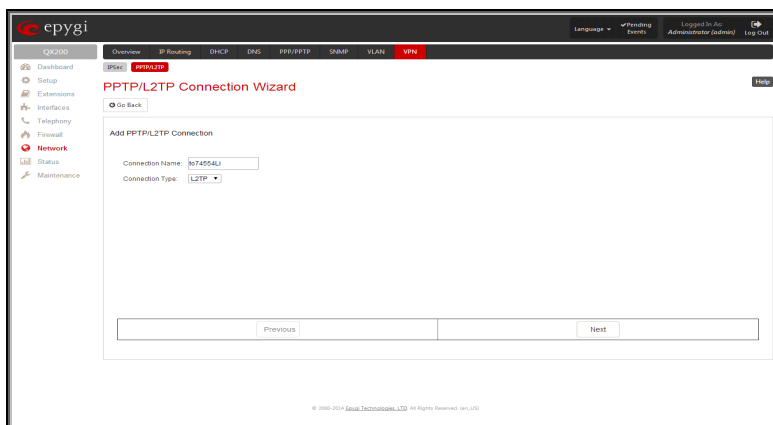 epygi
Language
Pending Events
Logged In As:
Administrator (admin)
Log Out
QX200
Overview IP Routing DHCP DNS PPP/PPTP SNMP VLAN VPN
Dashboard
Setup
Extensions
Interfaces
Telephony
Firewall
Network
Status
Maintenance
IPSec PPTP/L2TP
PPTP/L2TP Connection Wizard
Help
Go Back
Add PPTP/L2TP Connection
Connection Name: to74554Li
Connection Type: L2TP
Previous
Next
© 2000-2014 Epygi Technologies, LTD. All Rights Reserved. (en_US)